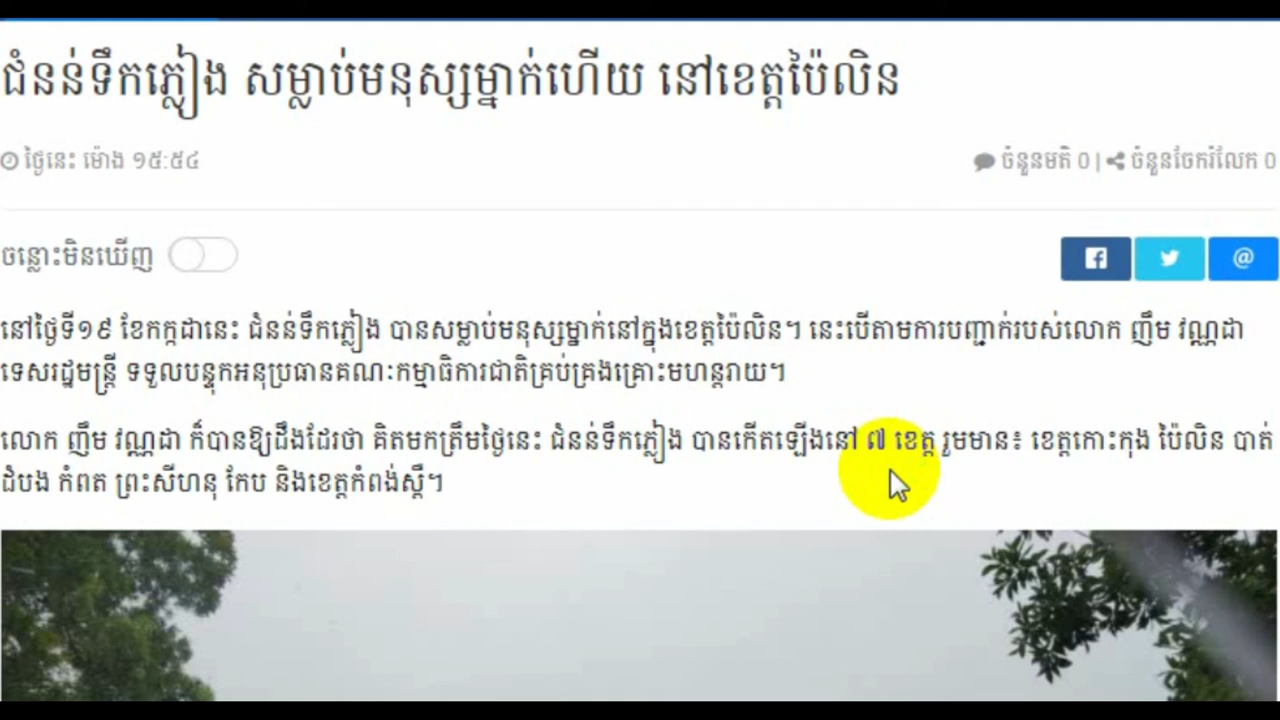 ជំនន់ទឹកភ្លៀង សម្លាប់មនុស្សម្នាក់ហើយ នៅខេត្តប៉ៃលិន
ថ្ងៃនេះ ម៉ោង ១៥:៥៤
ចំនួនមតិ 0 | ចំនួនចែករំលែក 0
ចន្លោះមិនឃើញ
នៅថ្ងៃទី១៩ ខែកក្កដានេះ ជំនន់ទឹកភ្លៀង បានសម្លាប់មនុស្សម្នាក់នៅក្នុងខេត្តប៉ៃលិន។ នេះបើតាមការបញ្ជាក់របស់លោក ញឹម វណ្ណដា
ទេសរដ្ឋមន្ត្រី ទទួលបន្ទុកអនុប្រធានគណៈកម្មាធិការជាតិគ្រប់គ្រងគ្រោះមហន្តរាយ។
លោក ញឹម វណ្ណដា ក៏បានឱ្យដឹងដែរថា គិតមកត្រឹមថ្ងៃនេះ ជំនន់ទឹកភ្លៀង បានកើតឡើងនៅ ៧ ខេត្ត រួមមាន៖ ខេត្តកោះកុង ប៉ៃលិន បាត់
ដំបង កំពត ព្រះសីហនុ កែប និងខេត្តកំពង់ស្ពឺ។